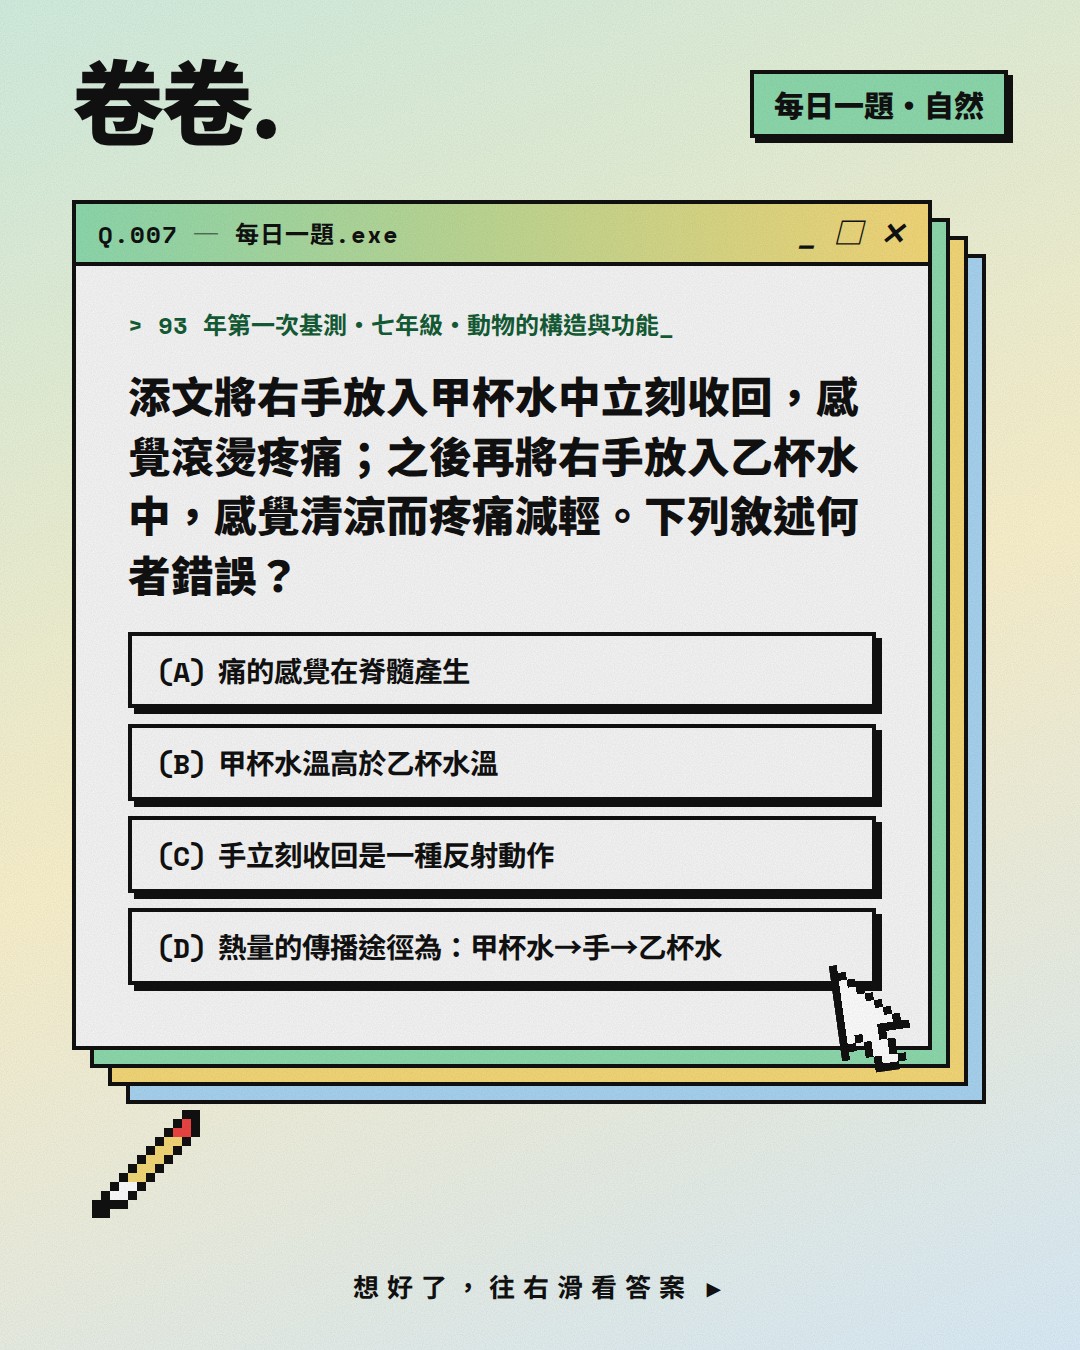 卷卷.
每日一題・自然
Q.007 — 每日一題.exe
_ □ ×
> 93 年第一次基測・七年級・動物的構造與功能_
添文將右手放入甲杯水中立刻收回，感
覺滾燙疼痛；之後再將右手放入乙杯水
中，感覺清涼而疼痛減輕。下列敘述何
者錯誤？
(A) 痛的感覺在脊髓產生
(B) 甲杯水溫高於乙杯水溫
(C) 手立刻收回是一種反射動作
(D) 熱量的傳播途徑為：甲杯水→手→乙杯水
想好了，往右滑看答案 ▶